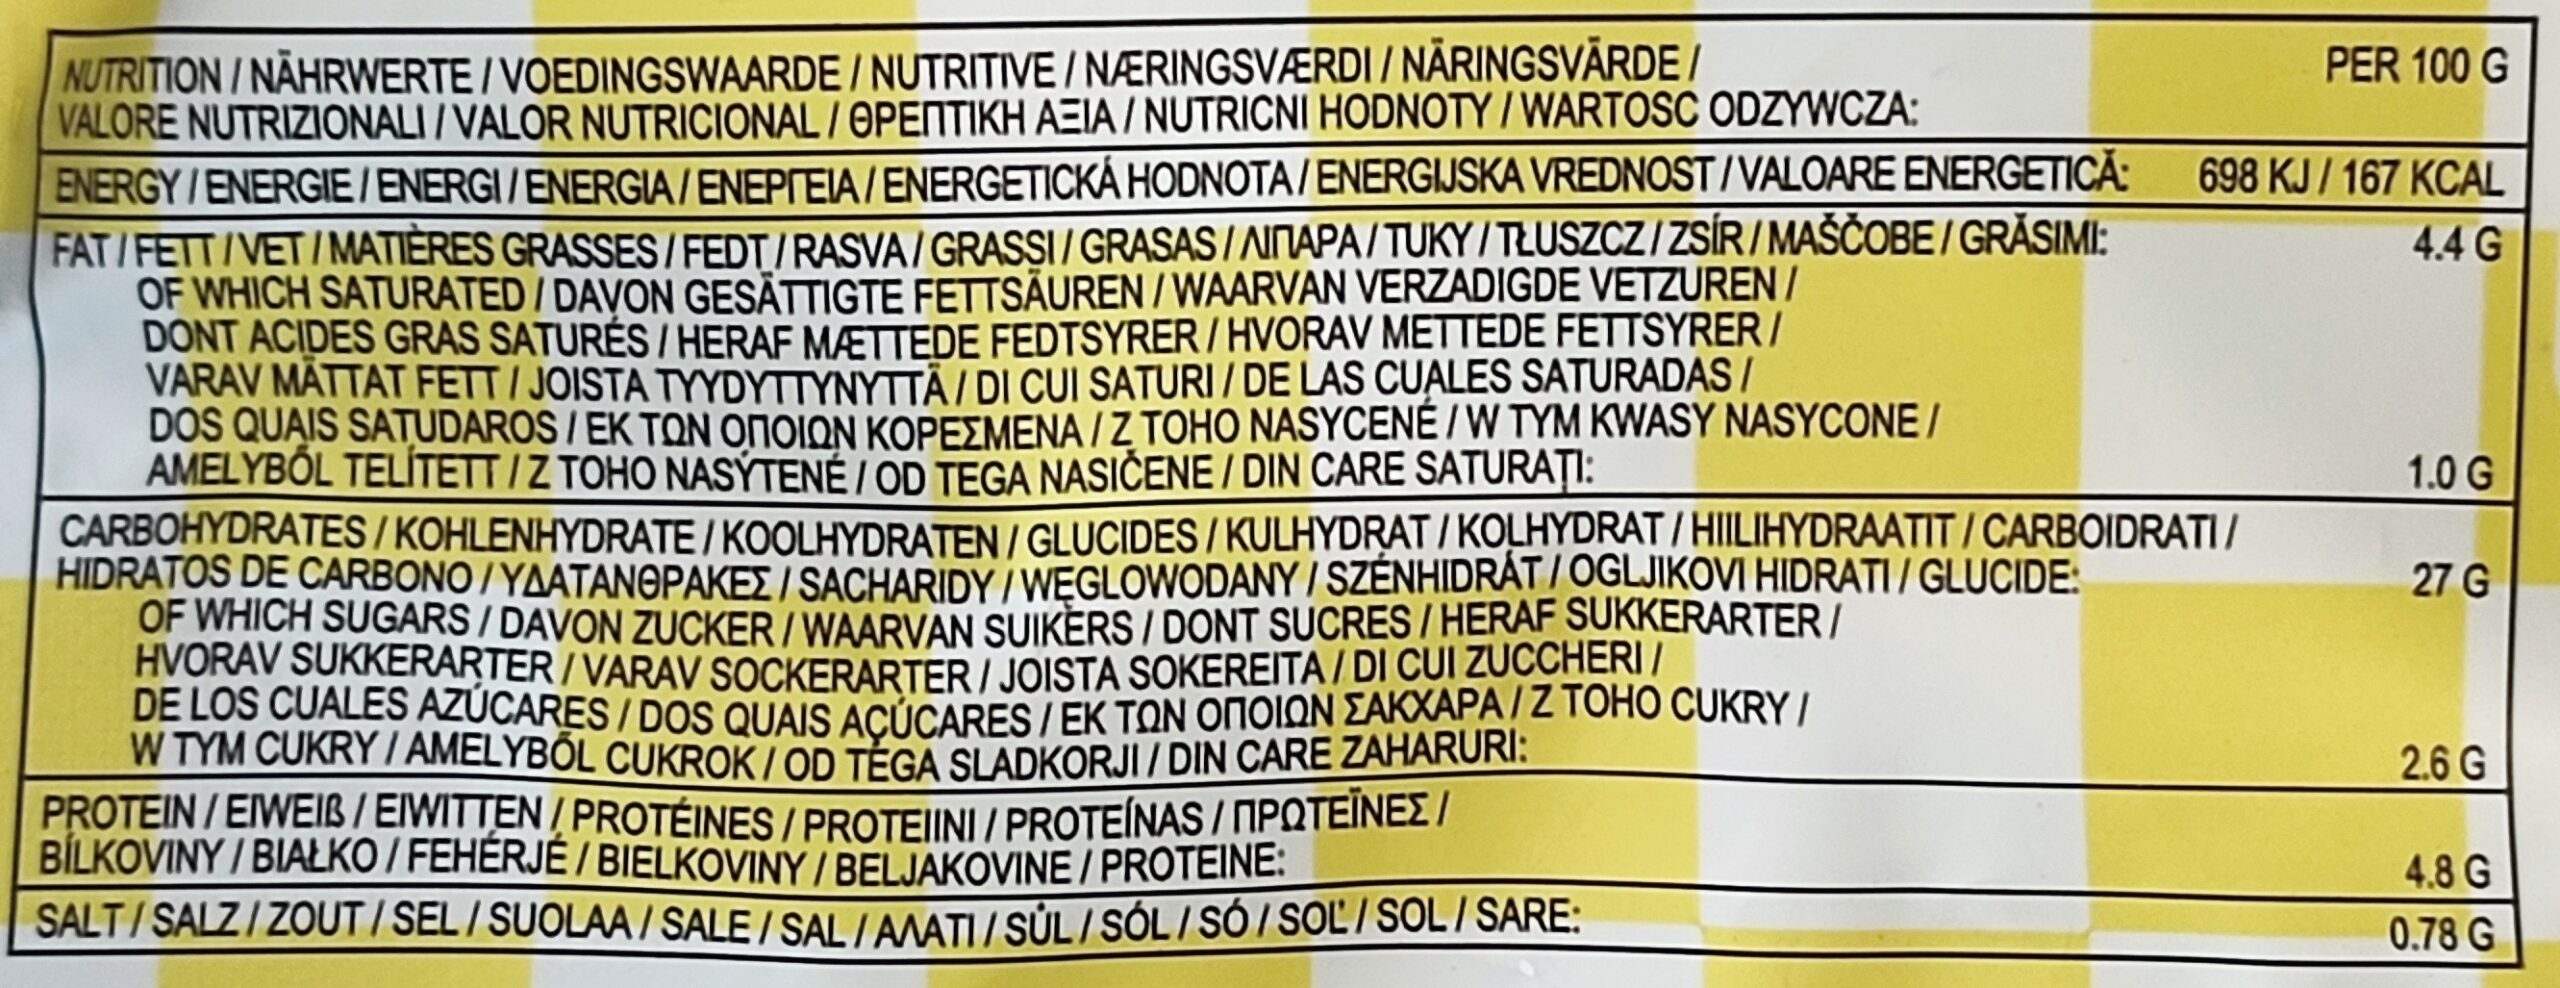 NUTRITION / NÄHRWERTE / VOEDINGSWAARDE / NUTRITIVE / NÆRINGSVÆRDI / NÄRINGSVÄRDE / PER 100 G
VALORE NUTRIZIONALI / VALOR NUTRICIONAL / ΘΡΕΠΤΙΚΗ ΑΞΙΑ / NUTRICNI HODNOTY / WARTOSC ODZYWCZA:
ENERGY / ENERGIE / ENERGI / ENERGIA / ΕΝΕΡΓΕΙΑ / ENERGETICKÁ HODNOTA / ENERGIJSKA VREDNOST / VALOARE ENERGETICĂ: 698 KJ / 167 KCAL
FAT / FETT / VET / MATIÈRES GRASSES / FEDT / RASVA / GRASSI / GRASAS / ΛΙΠΑΡΑ / TUKY / TŁUSZCZ / ZSÍR / MAŠČOBE / GRĂSIMI: 4.4 G
OF WHICH SATURATED / DAVON GESÄTTIGTE FETTSÄUREN / WAARVAN VERZADIGDE VETZUREN /
DONT ACIDES GRAS SATURÉS / HERAF MÆTTEDE FEDTSYRER / HVORAV METTEDE FETTSYRER /
VARAV MÄTTAT FETT / JOISTA TYYDYTTYNYTTÄ / DI CUI SATURI / DE LAS CUALES SATURADAS /
DOS QUAIS SATUDAROS / ΕΚ ΤΩΝ ΟΠΟΙΩΝ ΚΟΡΕΣΜΕΝΑ / Z TOHO NASYCENÉ / W TYM KWASY NASYCONE /
AMELYBŐL TELÍTETT / Z TOHO NASÝTENÉ / OD TEGA NASIČENE / DIN CARE SATURAȚI: 1.0 G
CARBOHYDRATES / KOHLENHYDRATE / KOOLHYDRATEN / GLUCIDES / KULHYDRAT / KOLHYDRAT / HIILIHYDRAATIT / CARBOIDRATI /
HIDRATOS DE CARBONO / ΥΔΑΤΑΝΘΡΑΚΕΣ / SACHARIDY / WĘGLOWODANY / SZÉNHIDRÁT / OGLJIKOVI HIDRATI / GLUCIDE: 27 G
OF WHICH SUGARS / DAVON ZUCKER / WAARVAN SUIKERS / DONT SUCRES / HERAF SUKKERARTER /
HVORAV SUKKERARTER / VARAV SOCKERARTER / JOISTA SOKEREITA / DI CUI ZUCCHERI /
DE LOS CUALES AZÚCARES / DOS QUAIS AÇÚCARES / ΕΚ ΤΩΝ ΟΠΟΙΩΝ ΣΑΚΧΑΡΑ / Z TOHO CUKRY /
W TYM CUKRY / AMELYBŐL CUKROK / OD TEGA SLADKORJI / DIN CARE ZAHARURI: 2.6 G
PROTEIN / EIWEIß / EIWITTEN / PROTÉINES / PROTEIINI / PROTEÍNAS / ΠΡΩΤΕΪΝΕΣ /
BÍLKOVINY / BIAŁKO / FEHÉRJE / BIELKOVINY / BELJAKOVINE / PROTEINE: 4.8 G
SALT / SALZ / ZOUT / SEL / SUOLAA / SALE / SAL / ΑΛΑΤΙ / SŮL / SÓL / SÓ / SOĽ / SOL / SARE: 0.78 G